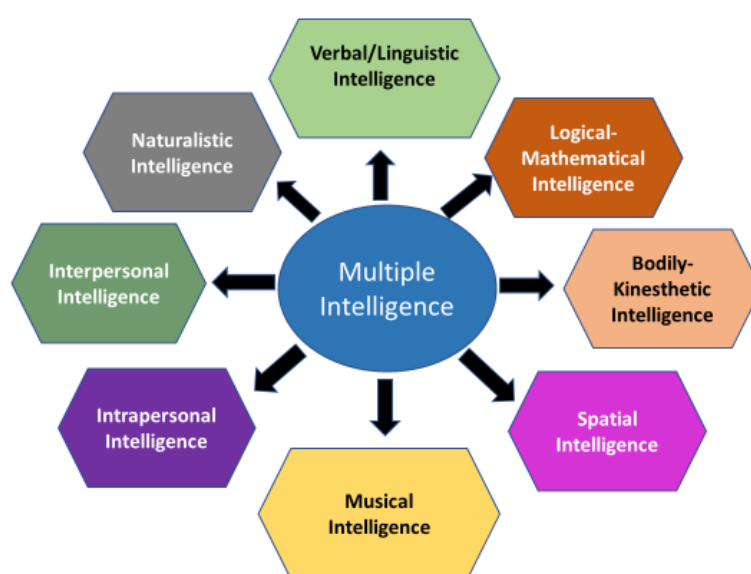 Verbal/Linguistic
Intelligence
Logical-
Mathematical
Intelligence
Bodily-
Kinesthetic
Intelligence
Spatial
Intelligence
Musical
Intelligence
Intrapersonal
Intelligence
Interpersonal
Intelligence
Naturalistic
Intelligence
Multiple
Intelligence